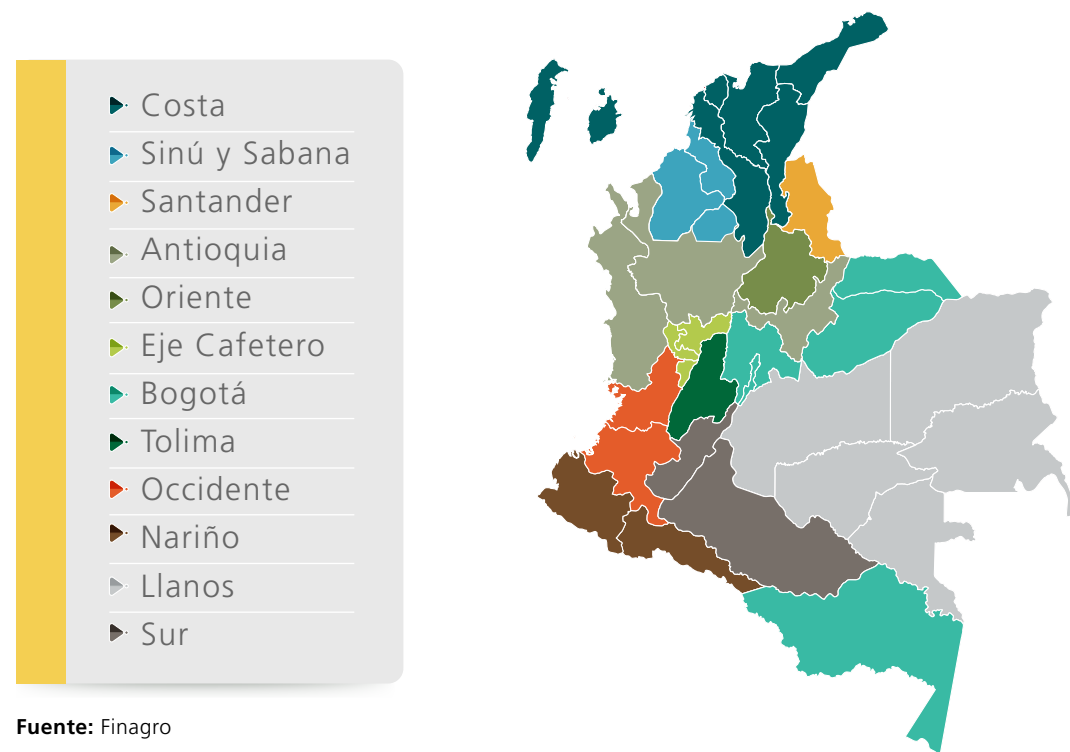 Costa
Sinú y Sabana
Santander
Antioquia
Oriente
Eje Cafetero
Bogotá
Tolima
Occidente
Nariño
Llanos
Sur
Fuente: Finagro